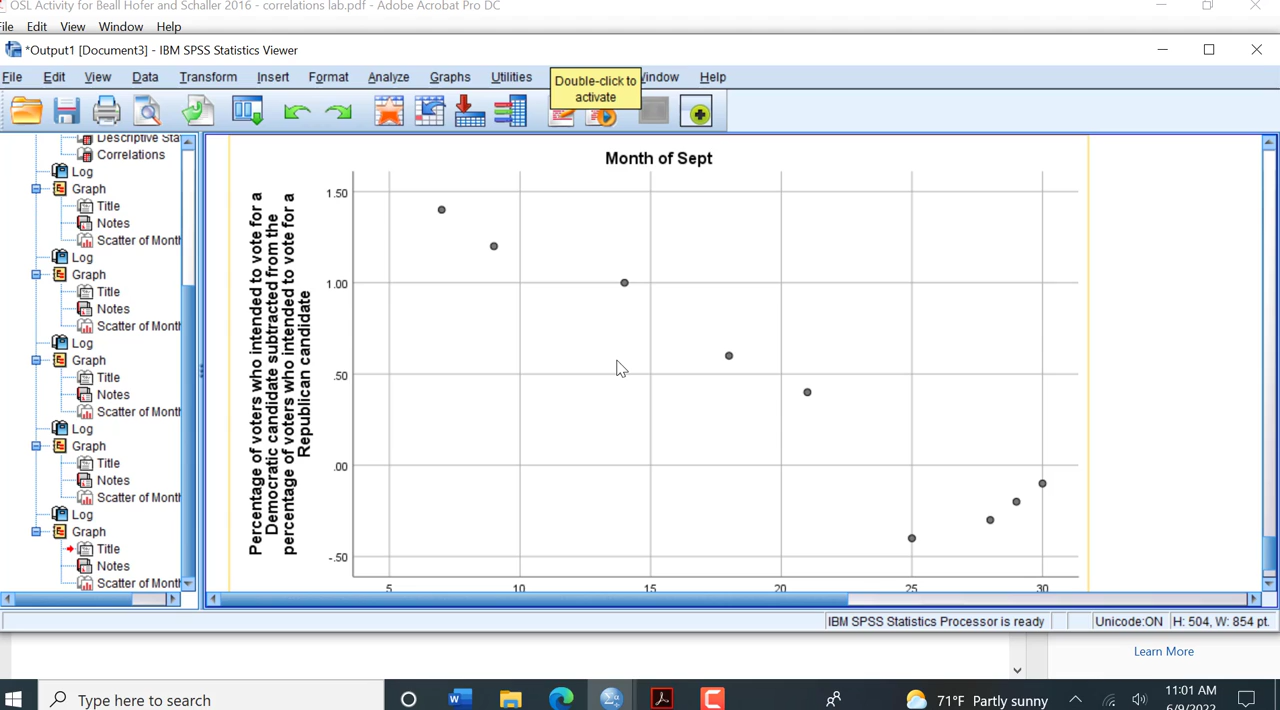 OSL Activity for Beall Hofer and Schaller 2016 - correlations lab.pdf - Adobe Acrobat Pro DC
File Edit View Window Help
*Output1 [Document3] - IBM SPSS Statistics Viewer
File Edit View Data Transform Insert Format Analyze Graphs Utilities Window Help
Double-click to
activate
Descriptive Sta
Correlations
Log
Graph
Title
Notes
Scatter of Month
Log
Graph
Title
Notes
Scatter of Month
Log
Graph
Title
Notes
Scatter of Month
Log
Graph
Title
Notes
Scatter of Month
Log
Graph
Title
Notes
Scatter of Month
Month of Sept
Percentage of voters who intended to vote for a
Democratic candidate subtracted from the
percentage of voters who intended to vote for a
Republican candidate
1.50
1.00
.50
.00
-.50
5 10 15 20 25 30
IBM SPSS Statistics Processor is ready Unicode:ON H: 504, W: 854 pt.
Learn More
Type here to search
71°F Partly sunny
11:01 AM
6/9/2022